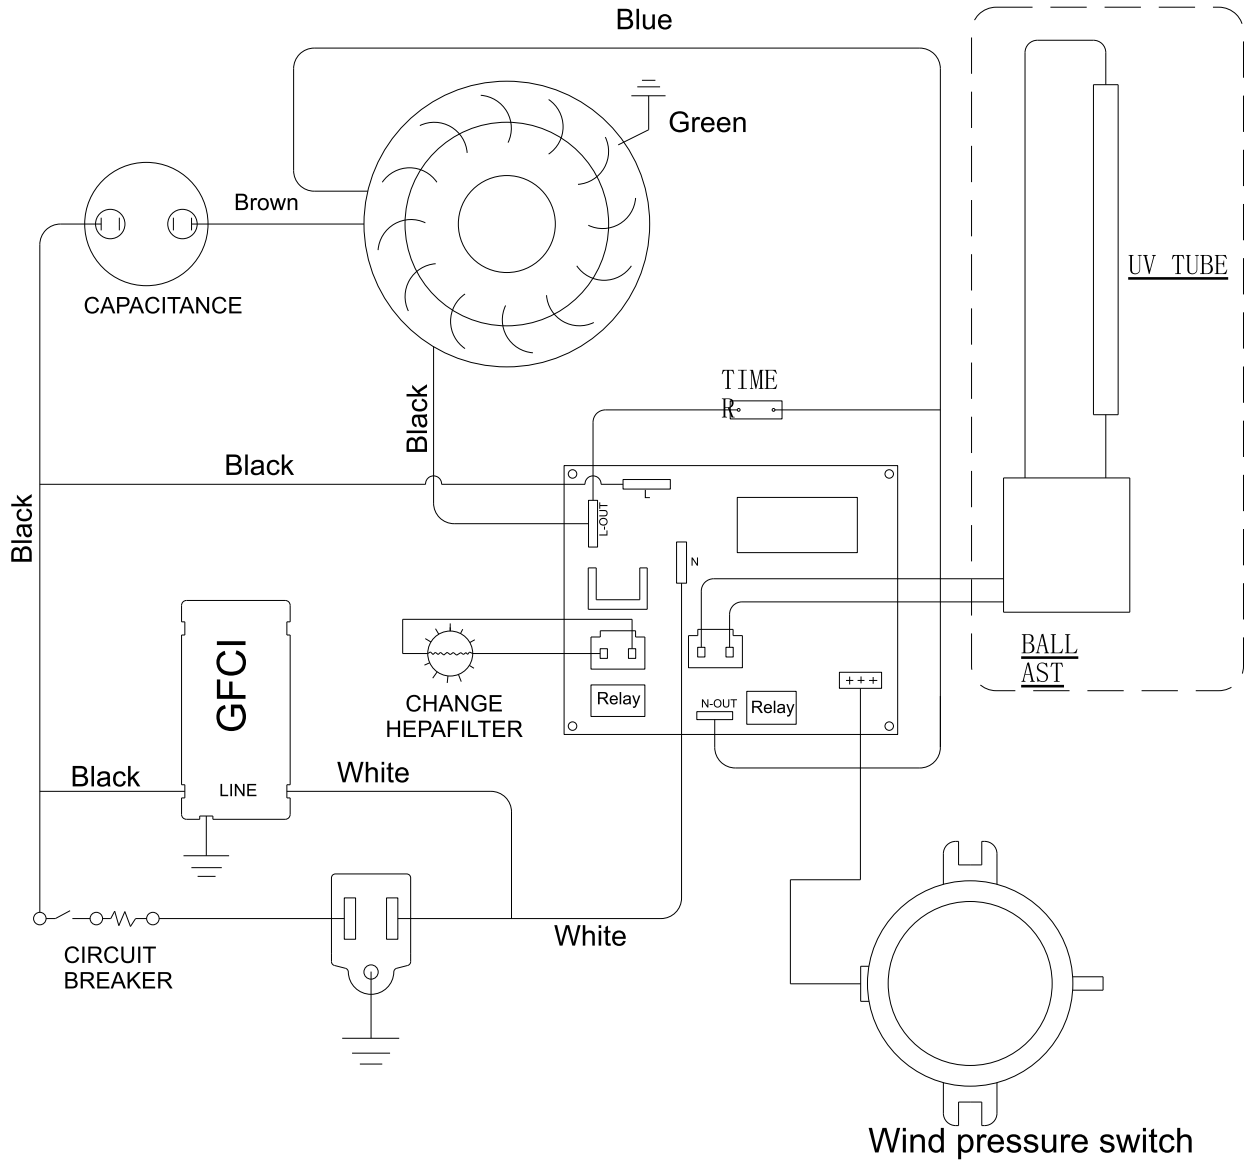 Blue
Green
Brown
CAPACITANCE
UV TUBE
TIME
R
Black
Black
Black
L
L-OUT
N
GFCI
BALL
AST
CHANGE
HEPAFILTER
Relay
N-OUT
Relay
+++
Black
LINE
White
White
CIRCUIT
BREAKER
Wind pressure switch